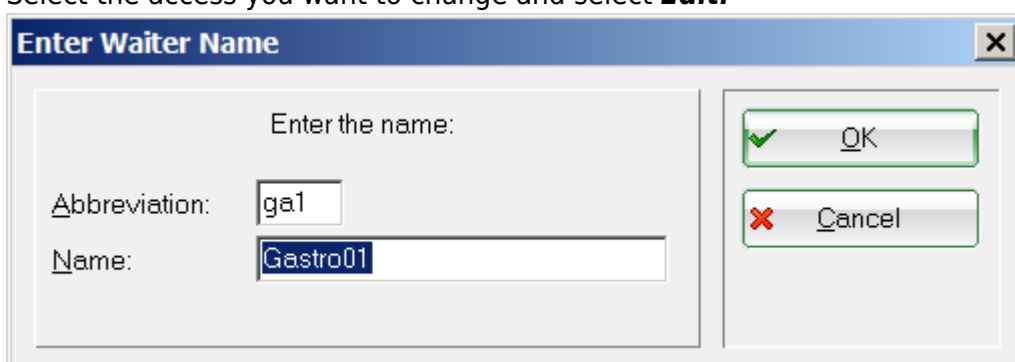 Select the access you want to change and select Edit.
Enter Waiter Name
Enter the name:
Abbreviation: ga1
Name: Gastro01
OK
Cancel